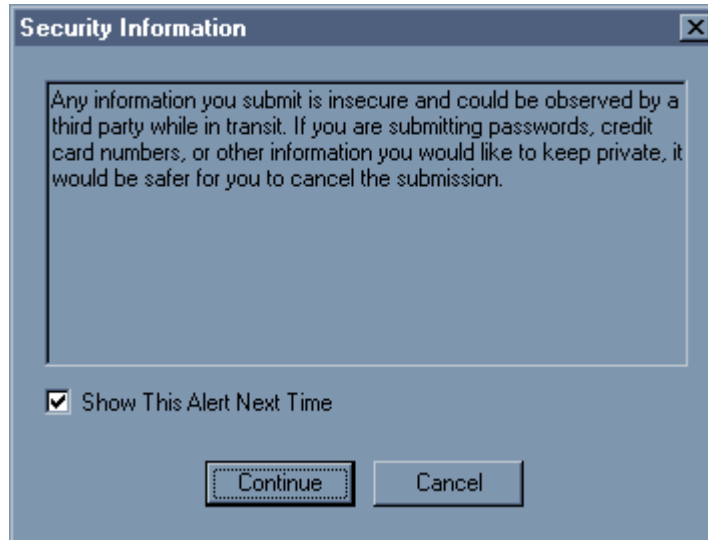 Security Information
Any information you submit is insecure and could be observed by a
third party while in transit. If you are submitting passwords, credit
card numbers, or other information you would like to keep private, it
would be safer for you to cancel the submission.
Show This Alert Next Time
Continue Cancel